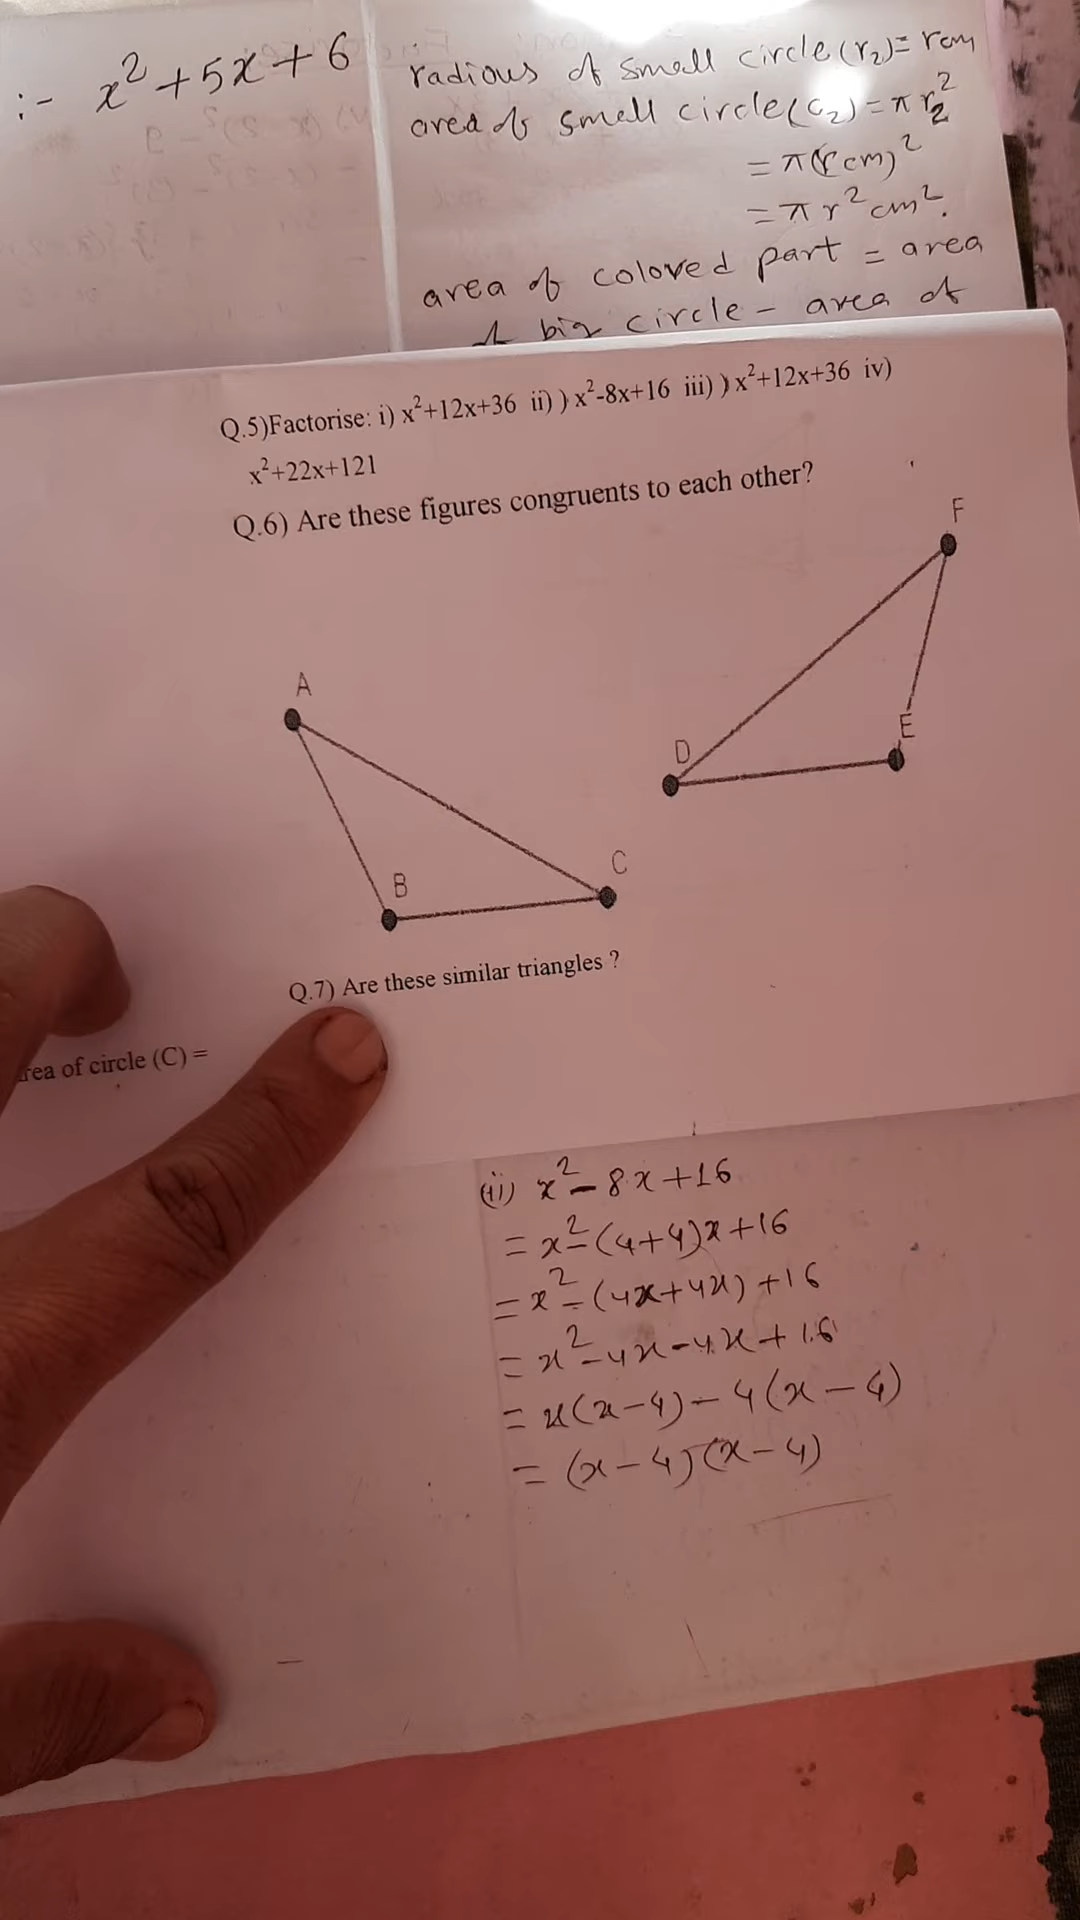 :- x²+5x+6
radious of small circle (r₂)= rcm
area of small circle (c₂) = π r₂²
= π(r cm)²
= π r² cm².
area of colored part = area
of big circle - area of
Q.5)Factorise: i) x²+12x+36 ii) ) x²-8x+16 iii) ) x²+12x+36 iv)
x²+22x+121
Q.6) Are these figures congruents to each other?
F
A
E
D
C
B
Q.7) Are these similar triangles ?
rea of circle (C) =
(ii) x²-8x+16
= x²-(4+4)x+16
= x²-(4x+4x)+16
= x²-4x-4x+16
= x(x-4)-4(x-4)
= (x-4)(x-4)